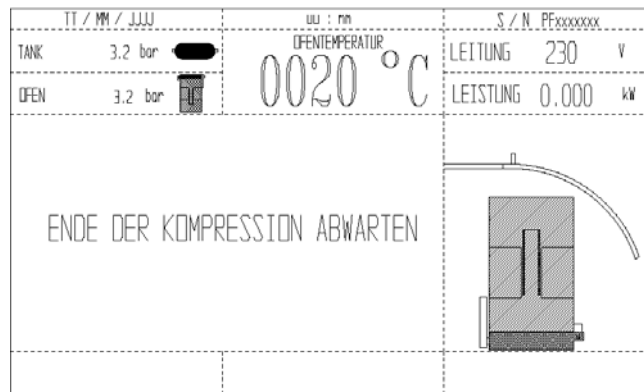 TT / MM / JJJJ
UU : MM
S / N PFxxxxxxx
TANK 3.2 bar
OFENTEMPERATUR
0020 °C
LEITUNG 230 V
OFEN 3.2 bar
LEISTUNG 0.000 kW
ENDE DER KOMPRESSION ABWARTEN